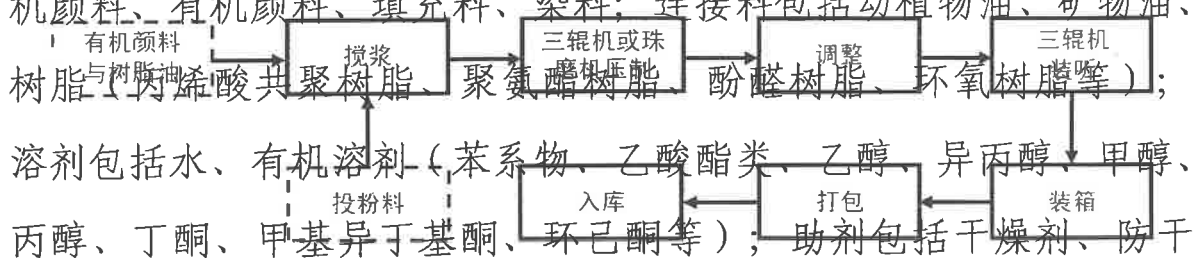 机颜料、有机颜料、填充料、染料；连接料包括动植物油、矿物油、
有机颜料
与树脂油
搅浆
三辊机或珠
磨机压制
调整
三辊机
装听
树脂（丙烯酸共聚树脂、聚氨酯树脂、酚醛树脂、环氧树脂等）；
溶剂包括水、有机溶剂（苯系物、乙酸酯类、乙醇、异丙醇、甲醇、
投粉料
入库
打包
装箱
丙醇、丁酮、甲基异丁基酮、环己酮等）；助剂包括干燥剂、防干